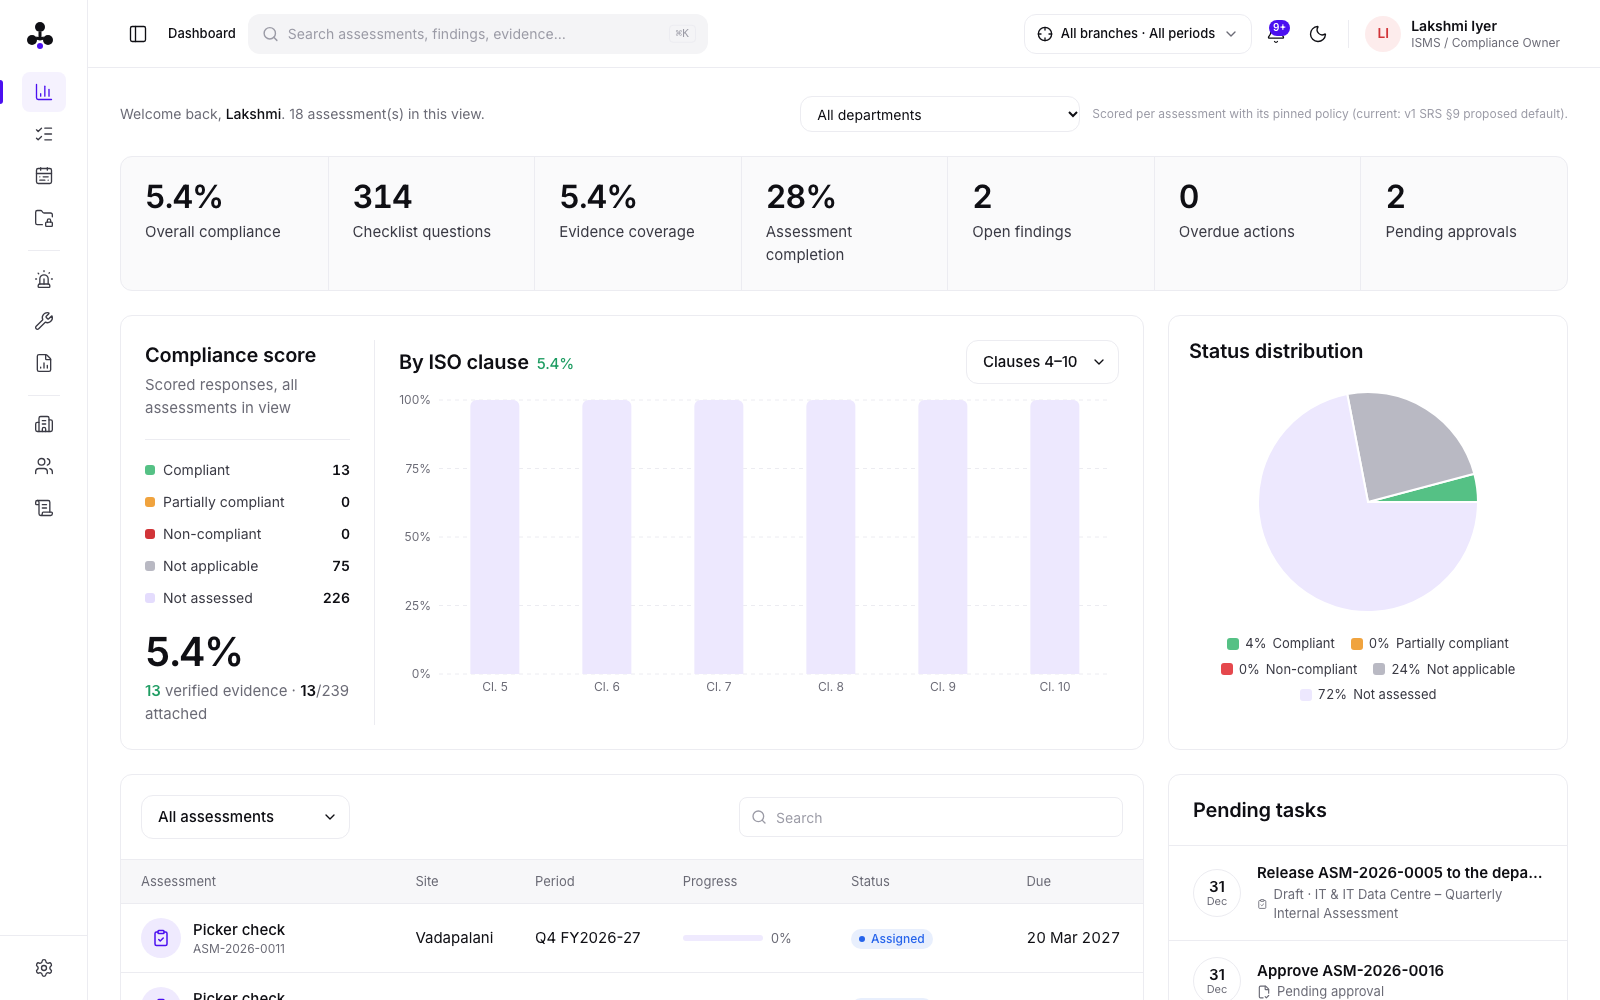 Dashboard
Search assessments, findings, evidence...
⌘K
All branches · All periods
9+
LI
Lakshmi Iyer
ISMS / Compliance Owner
Welcome back, Lakshmi. 18 assessment(s) in this view.
All departments
Scored per assessment with its pinned policy (current: v1 SRS §9 proposed default).
5.4%
Overall compliance
314
Checklist questions
5.4%
Evidence coverage
28%
Assessment
completion
2
Open findings
0
Overdue actions
2
Pending approvals
Compliance score
Scored responses, all
assessments in view
Compliant 13
Partially compliant 0
Non-compliant 0
Not applicable 75
Not assessed 226
5.4%
13 verified evidence · 13/239
attached
By ISO clause 5.4%
Clauses 4–10
100%
75%
50%
25%
0%
Cl. 5 Cl. 6 Cl. 7 Cl. 8 Cl. 9 Cl. 10
Status distribution
4% Compliant 0% Partially compliant
0% Non-compliant 24% Not applicable
72% Not assessed
All assessments
Search
Assessment Site Period Progress Status Due
Picker check
ASM-2026-0011
Vadapalani
Q4 FY2026-27
0%
Assigned
20 Mar 2027
Picker check
Pending tasks
31
Dec
Release ASM-2026-0005 to the depa...
Draft · IT & IT Data Centre – Quarterly
Internal Assessment
31
Dec
Approve ASM-2026-0016
Pending approval